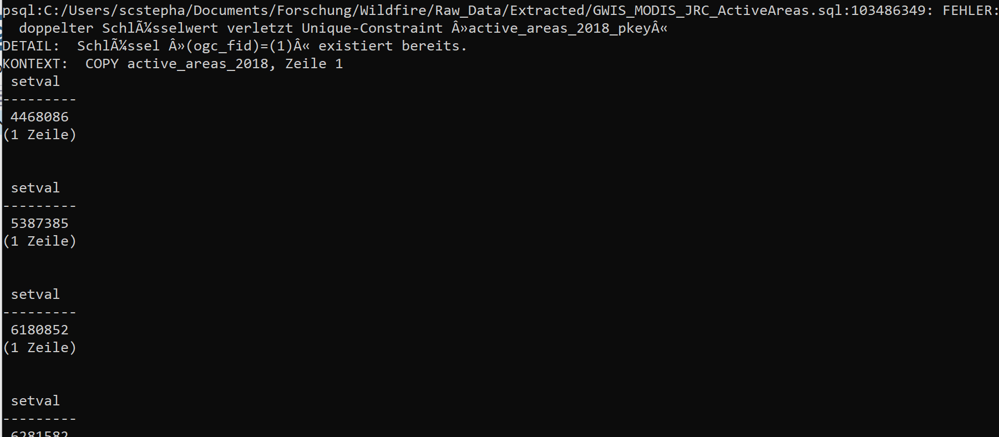 psql:C:/Users/scstepha/Documents/Forschung/Wildfire/Raw_Data/Extracted/GWIS_MODIS_JRC_ActiveAreas.sql:103486349: FEHLER:
doppelter SchlÃ¼sselwert verletzt Unique-Constraint Â»active_areas_2018_pkeyÂ«
DETAIL:  SchlÃ¼ssel Â»(ogc_fid)=(1)Â« existiert bereits.
KONTEXT:  COPY active_areas_2018, Zeile 1
setval
---------
4468086
(1 Zeile)
setval
---------
5387385
(1 Zeile)
setval
---------
6180852
(1 Zeile)
setval
---------
6281582